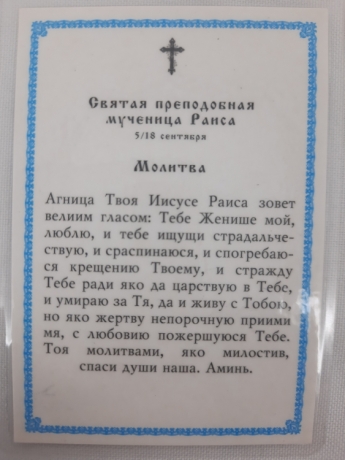 Святая преподобная
мученица Раиса
5/18 сентября
Молитва
Агница Твоя Иисусе Раиса зовет
велиим гласом: Тебе Женише мой,
люблю, и тебе ищущи страдальче-
ствую, и сраспинаюся, и спогребаю-
ся крещению Твоему, и стражду
Тебе ради яко да царствую в Тебе,
и умираю за Тя, да и живу с Тобою,
но яко жертву непорочную приими
мя, с любовию пожершуюся Тебе.
Тоя молитвами, яко милостив,
спаси души наша. Аминь.